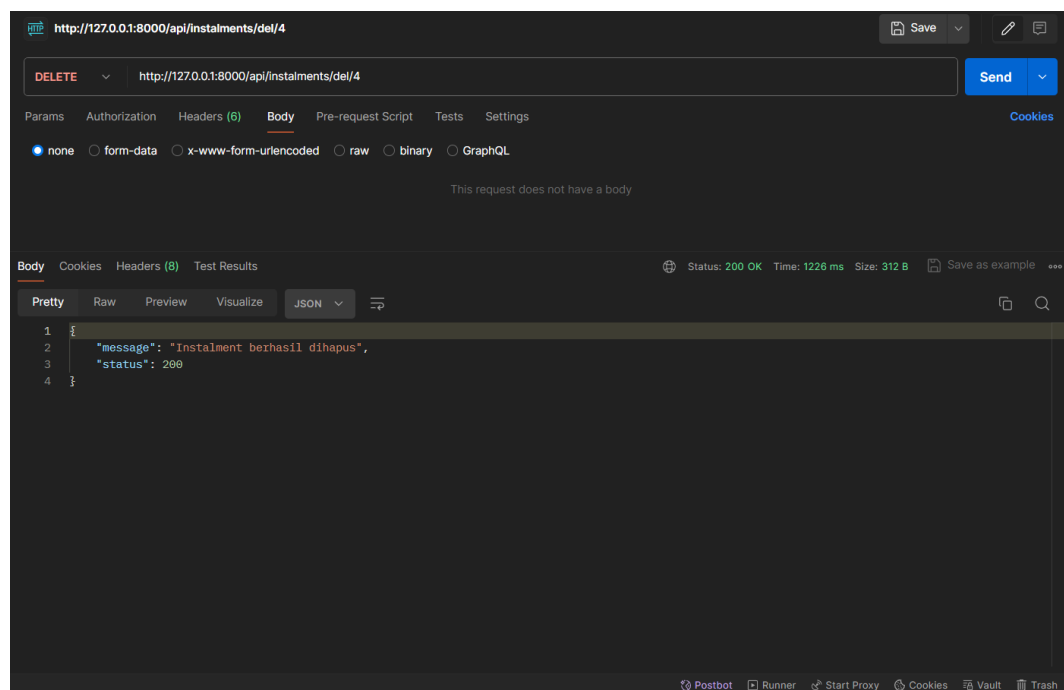 HTTP http://127.0.0.1:8000/api/instalments/del/4 Save
DELETE http://127.0.0.1:8000/api/instalments/del/4 Send
Params Authorization Headers (6) Body Pre-request Script Tests Settings Cookies
none form-data x-www-form-urlencoded raw binary GraphQL
This request does not have a body
Body Cookies Headers (8) Test Results Status: 200 OK Time: 1226 ms Size: 312 B Save as example
Pretty Raw Preview Visualize JSON
1 {
2 "message": "Instalment berhasil dihapus",
3 "status": 200
4 }
Postbot Runner Start Proxy Cookies Vault Trash